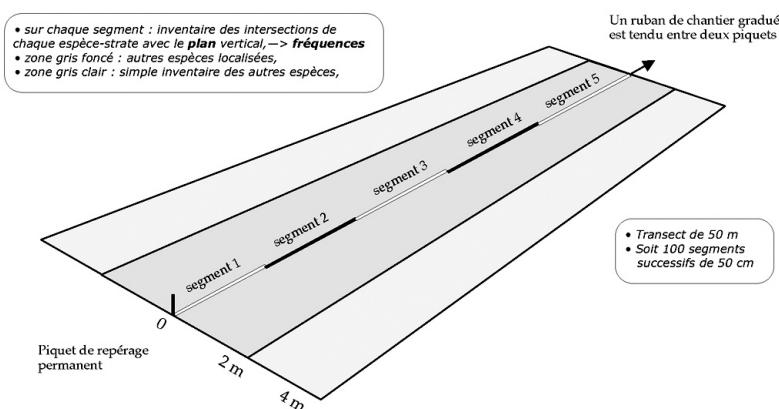 • sur chaque segment : inventaire des intersections de
chaque espèce-strate avec le plan vertical,—> fréquences
• zone gris foncé : autres espèces localisées,
• zone gris clair : simple inventaire des autres espèces,
Un ruban de chantier gradué
est tendu entre deux piquets
segment 5
segment 4
segment 3
segment 2
segment 1
• Transect de 50 m
• Soit 100 segments
successifs de 50 cm
0
Piquet de repérage
permanent
2 m
4 m